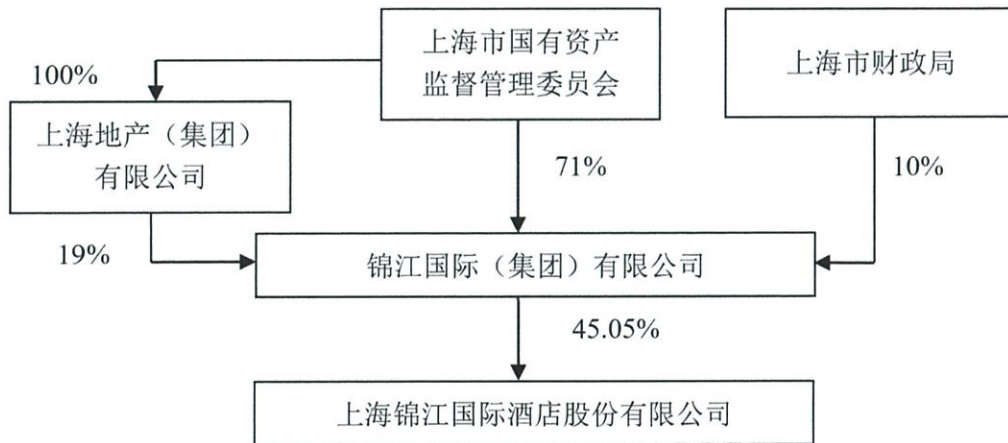 上海市国有资产
监督管理委员会
上海市财政局
100%
上海地产（集团）
有限公司
71%
10%
19%
锦江国际（集团）有限公司
45.05%
上海锦江国际酒店股份有限公司